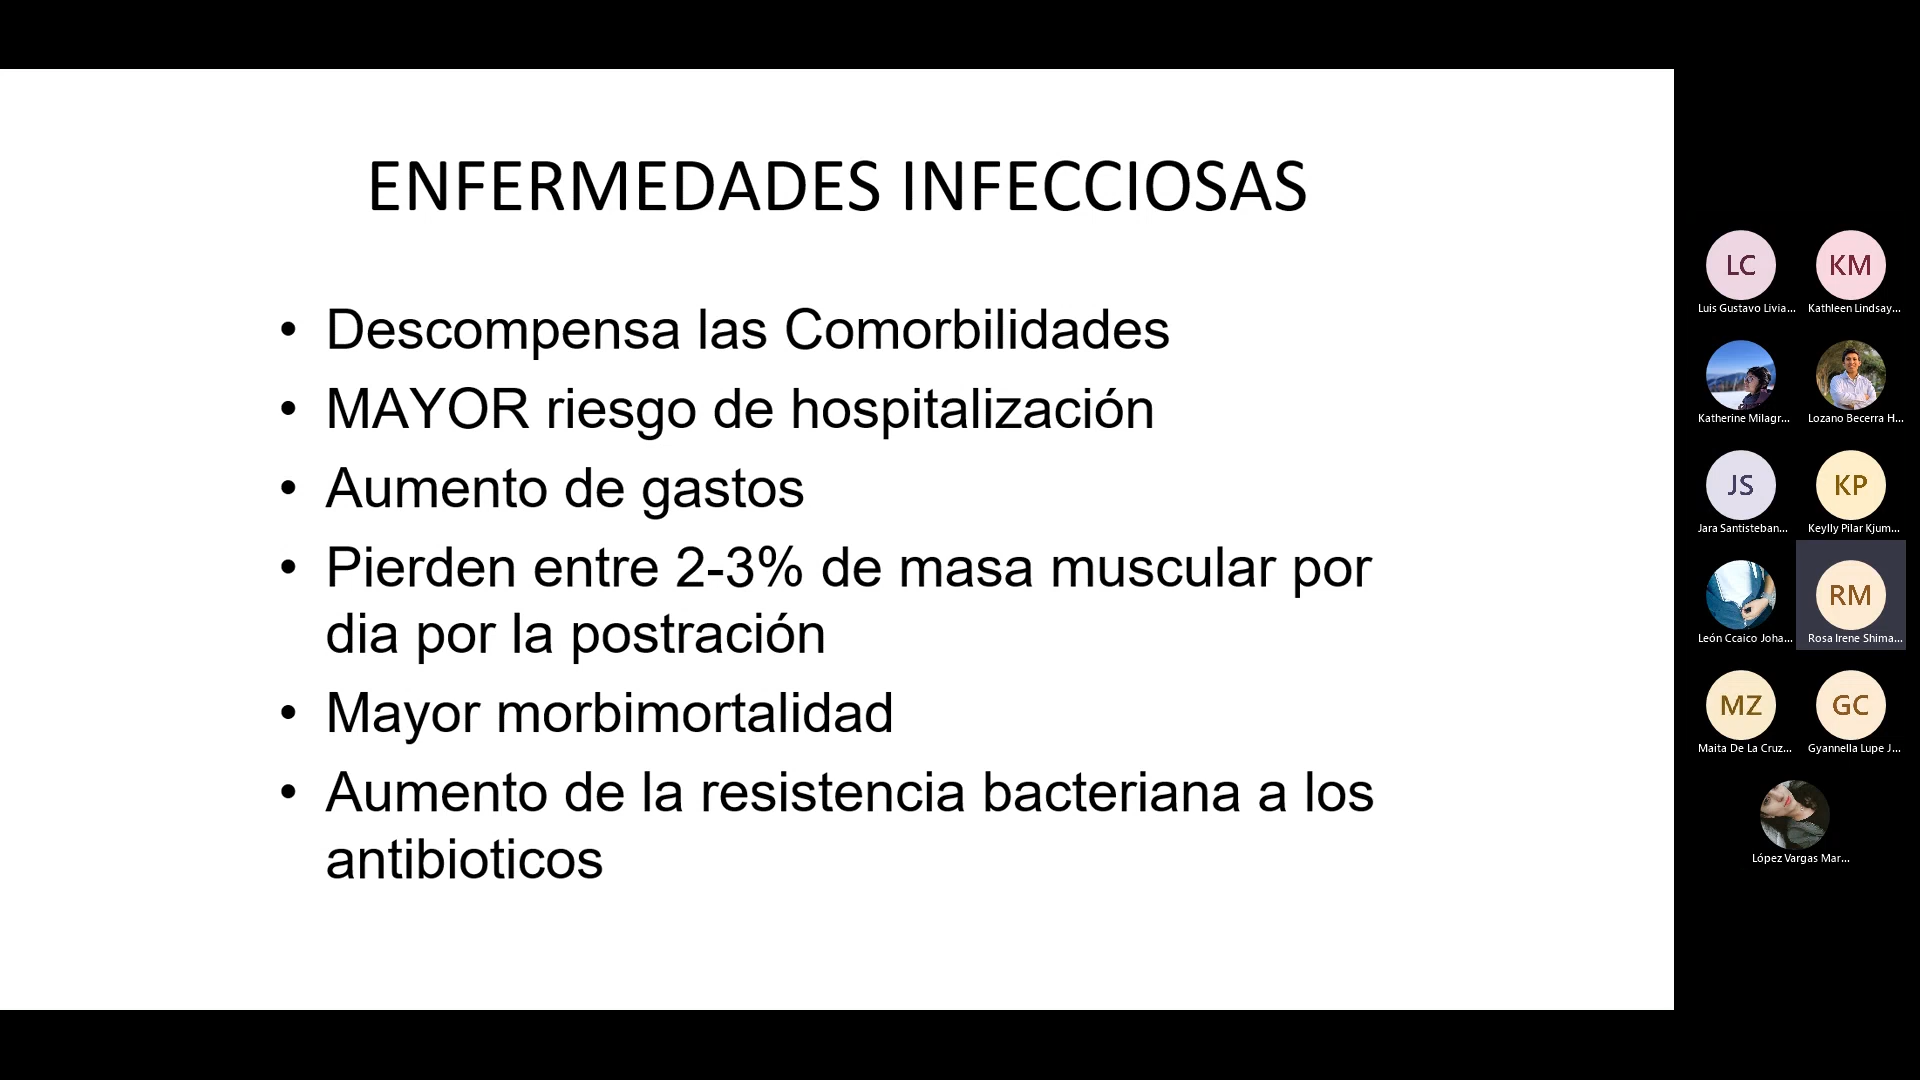 ENFERMEDADES INFECCIOSAS
• Descompensa las Comorbilidades
• MAYOR riesgo de hospitalización
• Aumento de gastos
• Pierden entre 2-3% de masa muscular por
dia por la postración
• Mayor morbimortalidad
• Aumento de la resistencia bacteriana a los
antibioticos
LC
Luis Gustavo Livia...
KM
Kathleen Lindsay...
Katherine Milagr...
Lozano Becerra H...
JS
Jara Santisteban...
KP
Keylly Pilar Kjum...
León Ccaico Joha...
RM
Rosa Irene Shima...
MZ
Maita De La Cruz...
GC
Gyannella Lupe J...
López Vargas Mar...